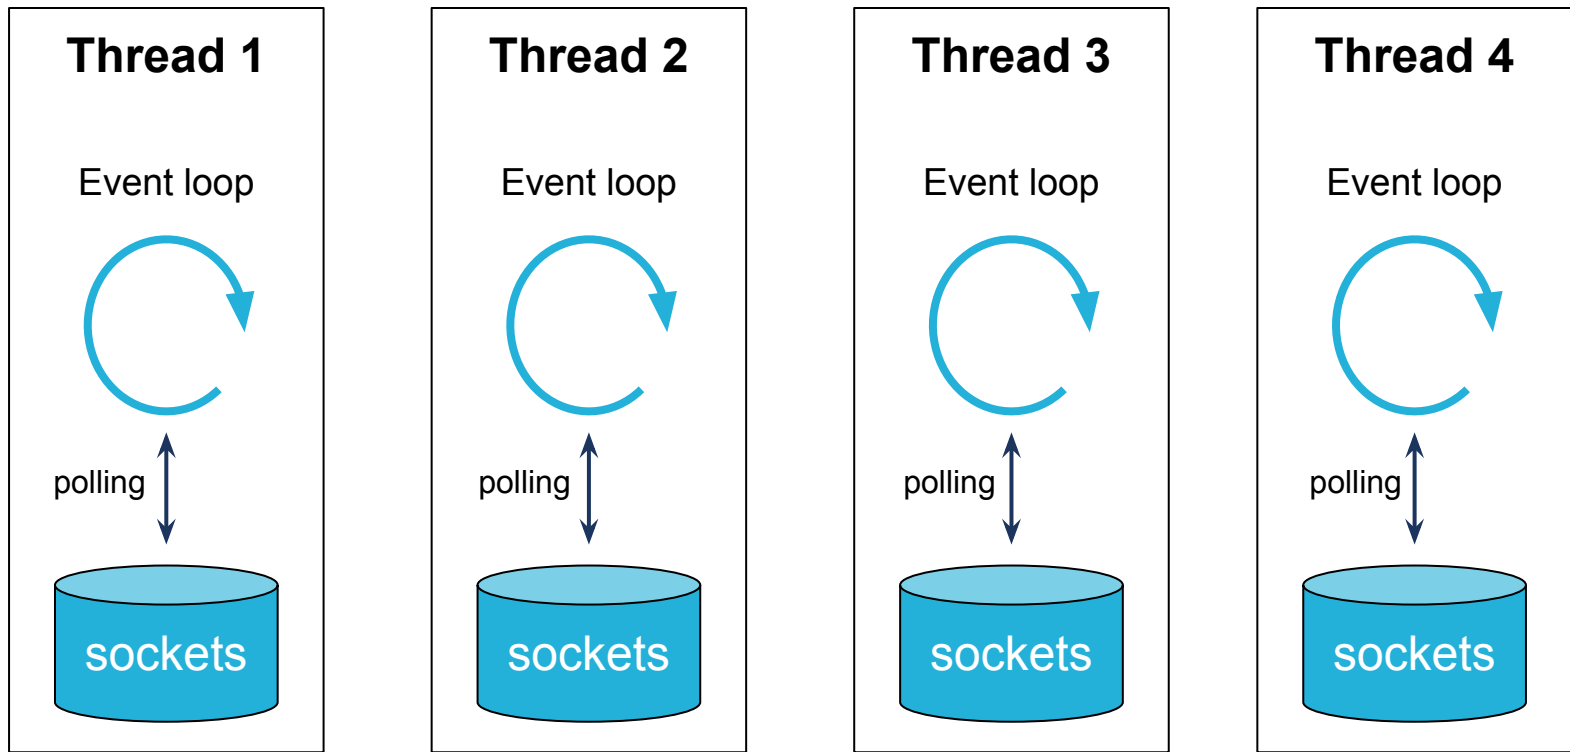 Thread 1
Event loop
polling
sockets
Thread 2
Event loop
polling
sockets
Thread 3
Event loop
polling
sockets
Thread 4
Event loop
polling
sockets